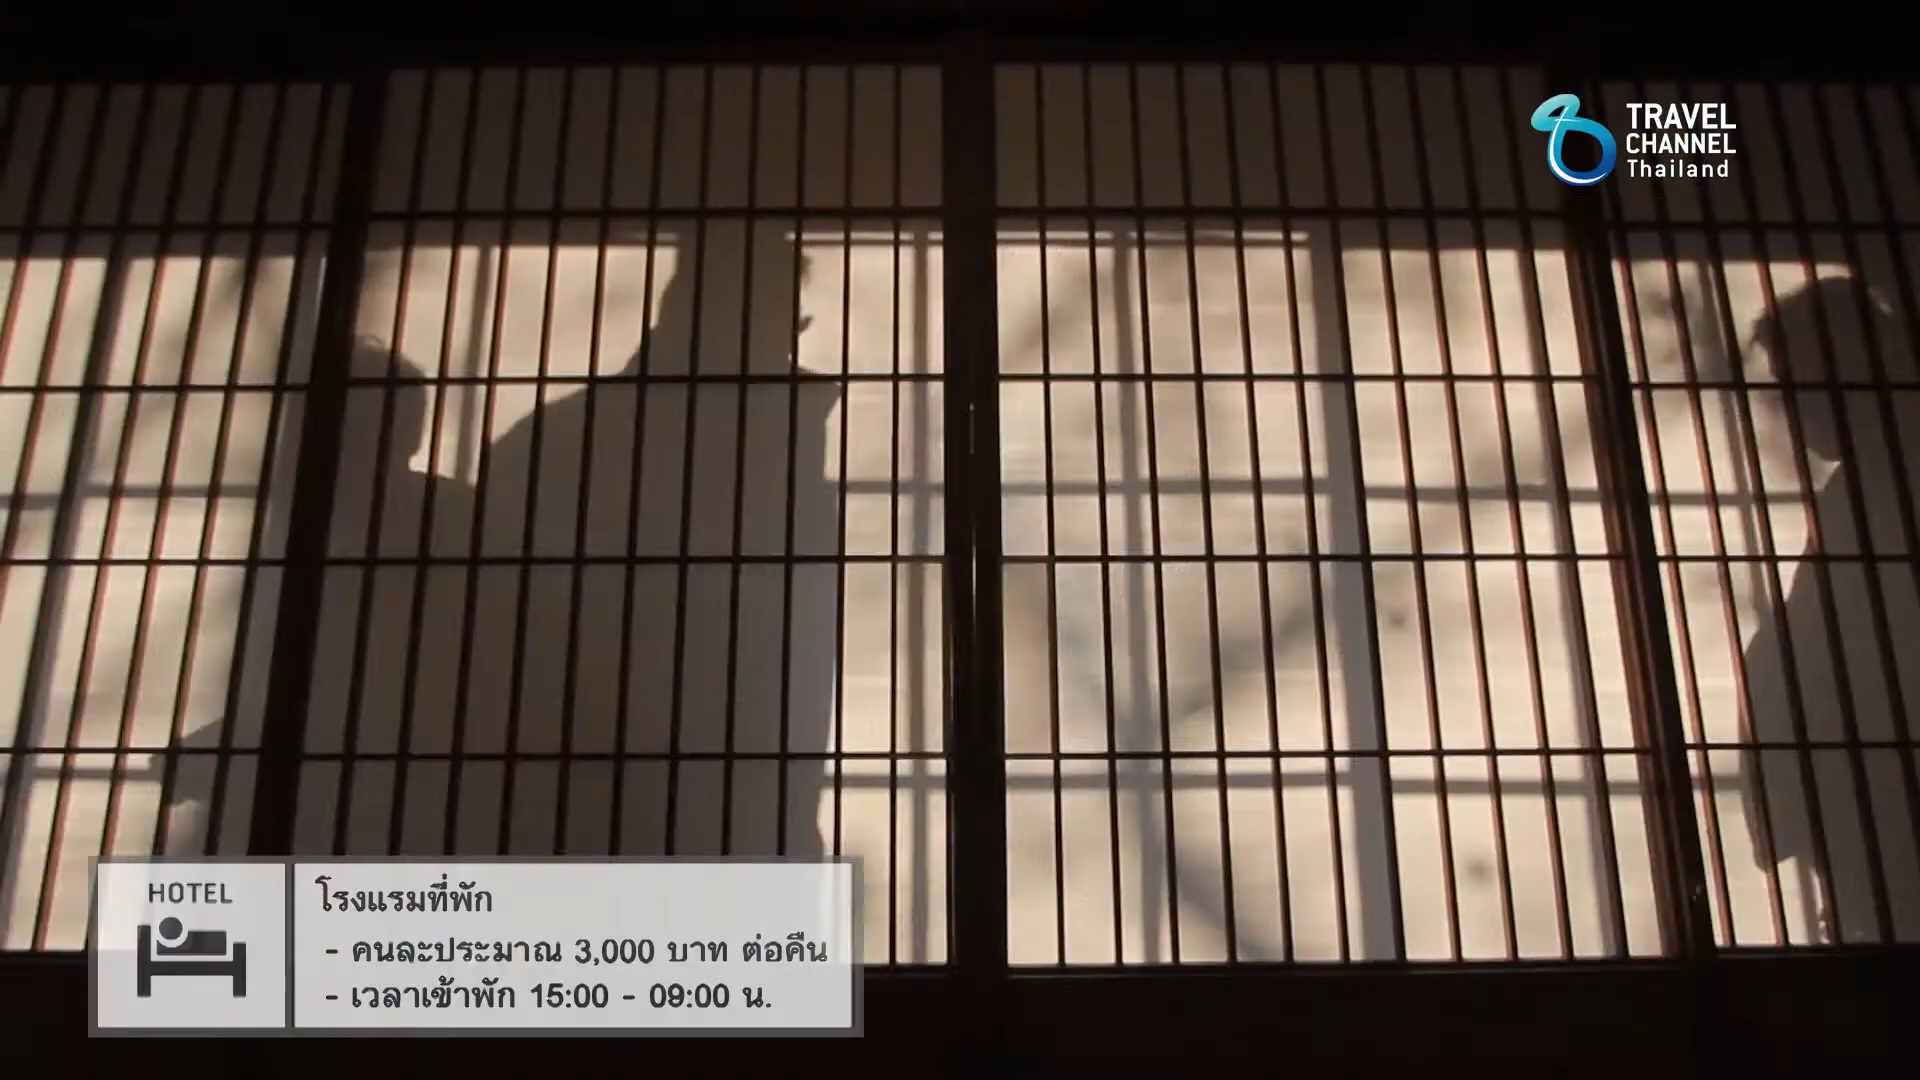 TRAVEL
CHANNEL
Thailand
HOTEL
โรงแรมที่พัก
- คนละประมาณ 3,000 บาท ต่อคืน
- เวลาเข้าพัก 15:00 - 09:00 น.